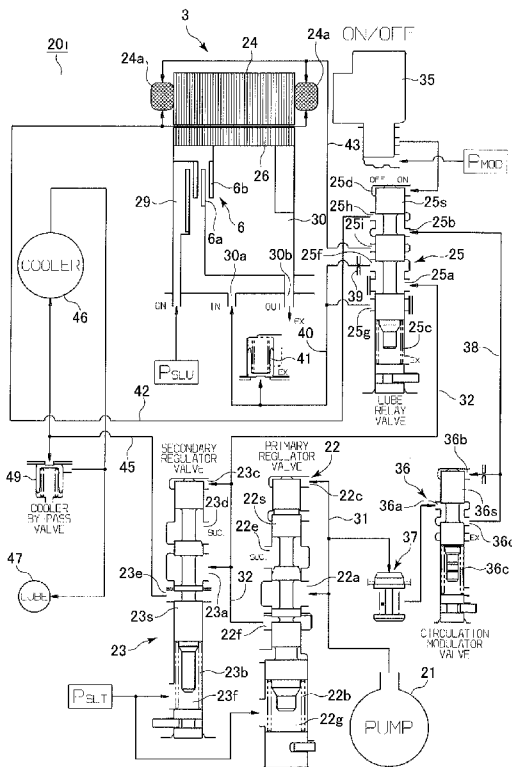 20i
3
24
24a
24a
ON/OFF
35
43
PMOD
26
OFF ON
25d
25s
25h
25i
25b
29
6b
6
6a
30
25f
25
25a
30a
30b
39
COOLER
46
ON
IN
OUT
EX
40
25g
25c
EX
38
PSLU
41
EX
42
LUBE
RELAY
VALVE
32
45
SECONDARY
REGULATOR
VALVE
PRIMARY
REGULATOR
VALVE
23c
22
36b
49
23d
22s
22c
36
36a
36s
COOLER
BY-PASS
VALVE
SUC.
22e
31
36d
SUC.
37
EX
47
LUBE
23e
32
22a
36c
23s
23a
22f
23
CIRCULATION
MODULATOR
VALVE
23b
21
PSLT
23f
22b
22g
PUMP